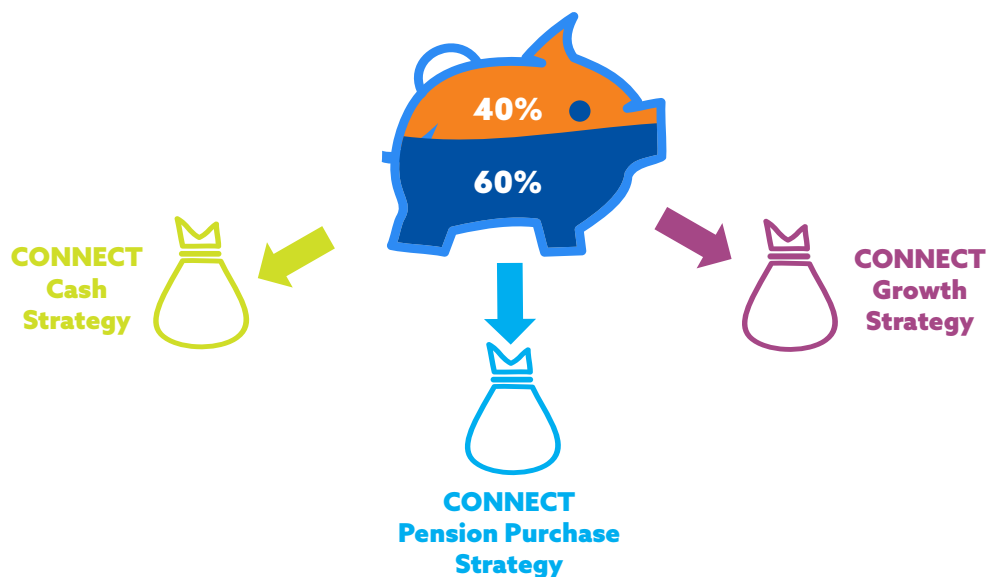 40%
60%
CONNECT
Cash
Strategy
CONNECT
Growth
Strategy
CONNECT
Pension Purchase
Strategy